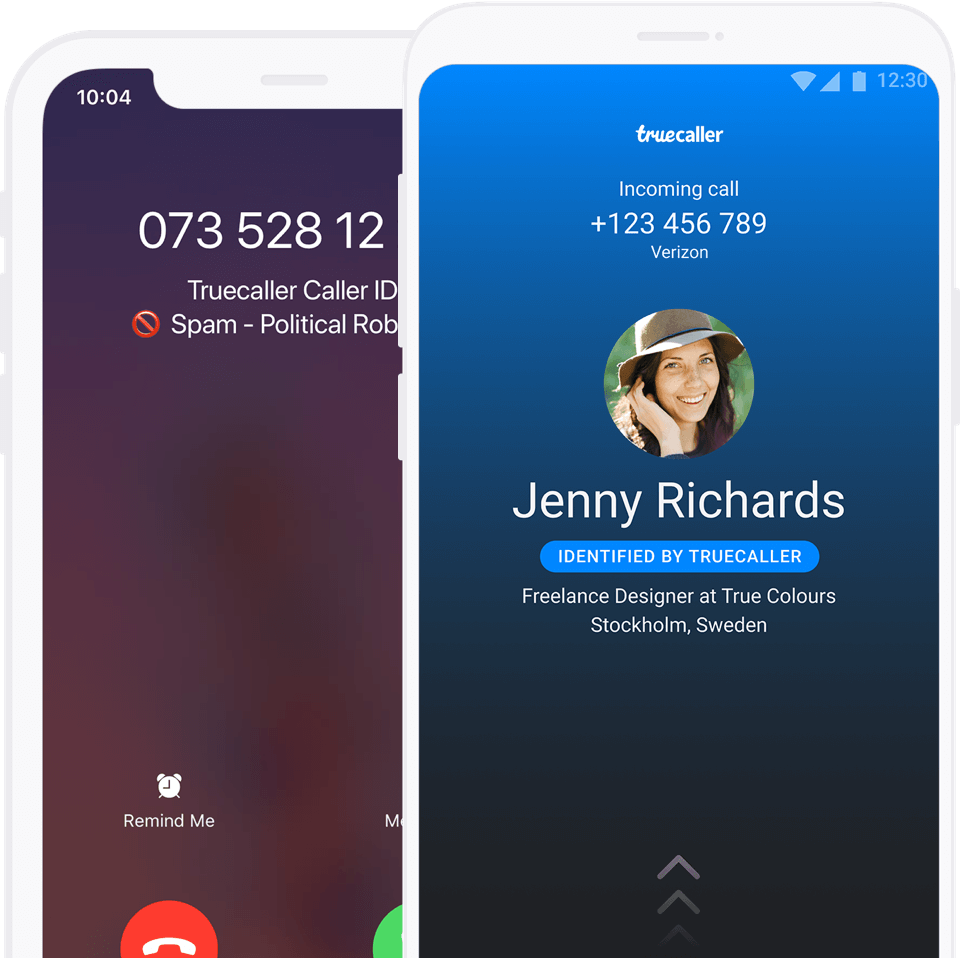 10:04
073 528 12
Truecaller Caller ID
Spam - Political Rob
Remind Me
12:30
truecaller
Incoming call
+123 456 789
Verizon
Jenny Richards
IDENTIFIED BY TRUECALLER
Freelance Designer at True Colours
Stockholm, Sweden